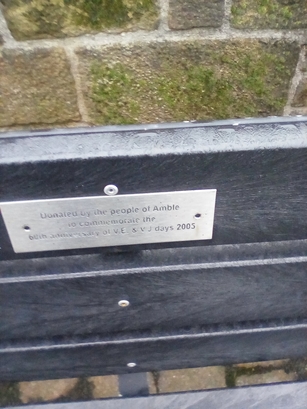 Donated by the people of Amble
to commemorate the
60th anniversary of V.E. & V.J days 2005